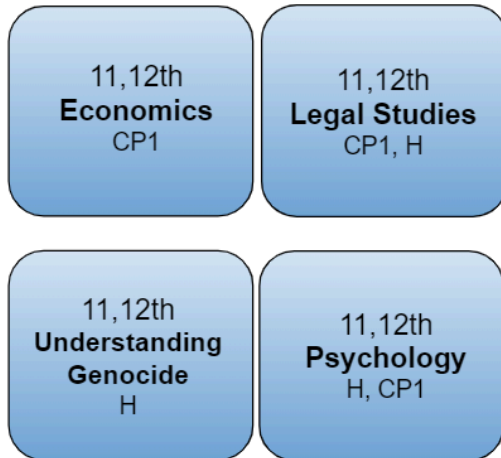 11,12th
Economics
CP1
11,12th
Legal Studies
CP1, H
11,12th
Understanding
Genocide
H
11,12th
Psychology
H, CP1